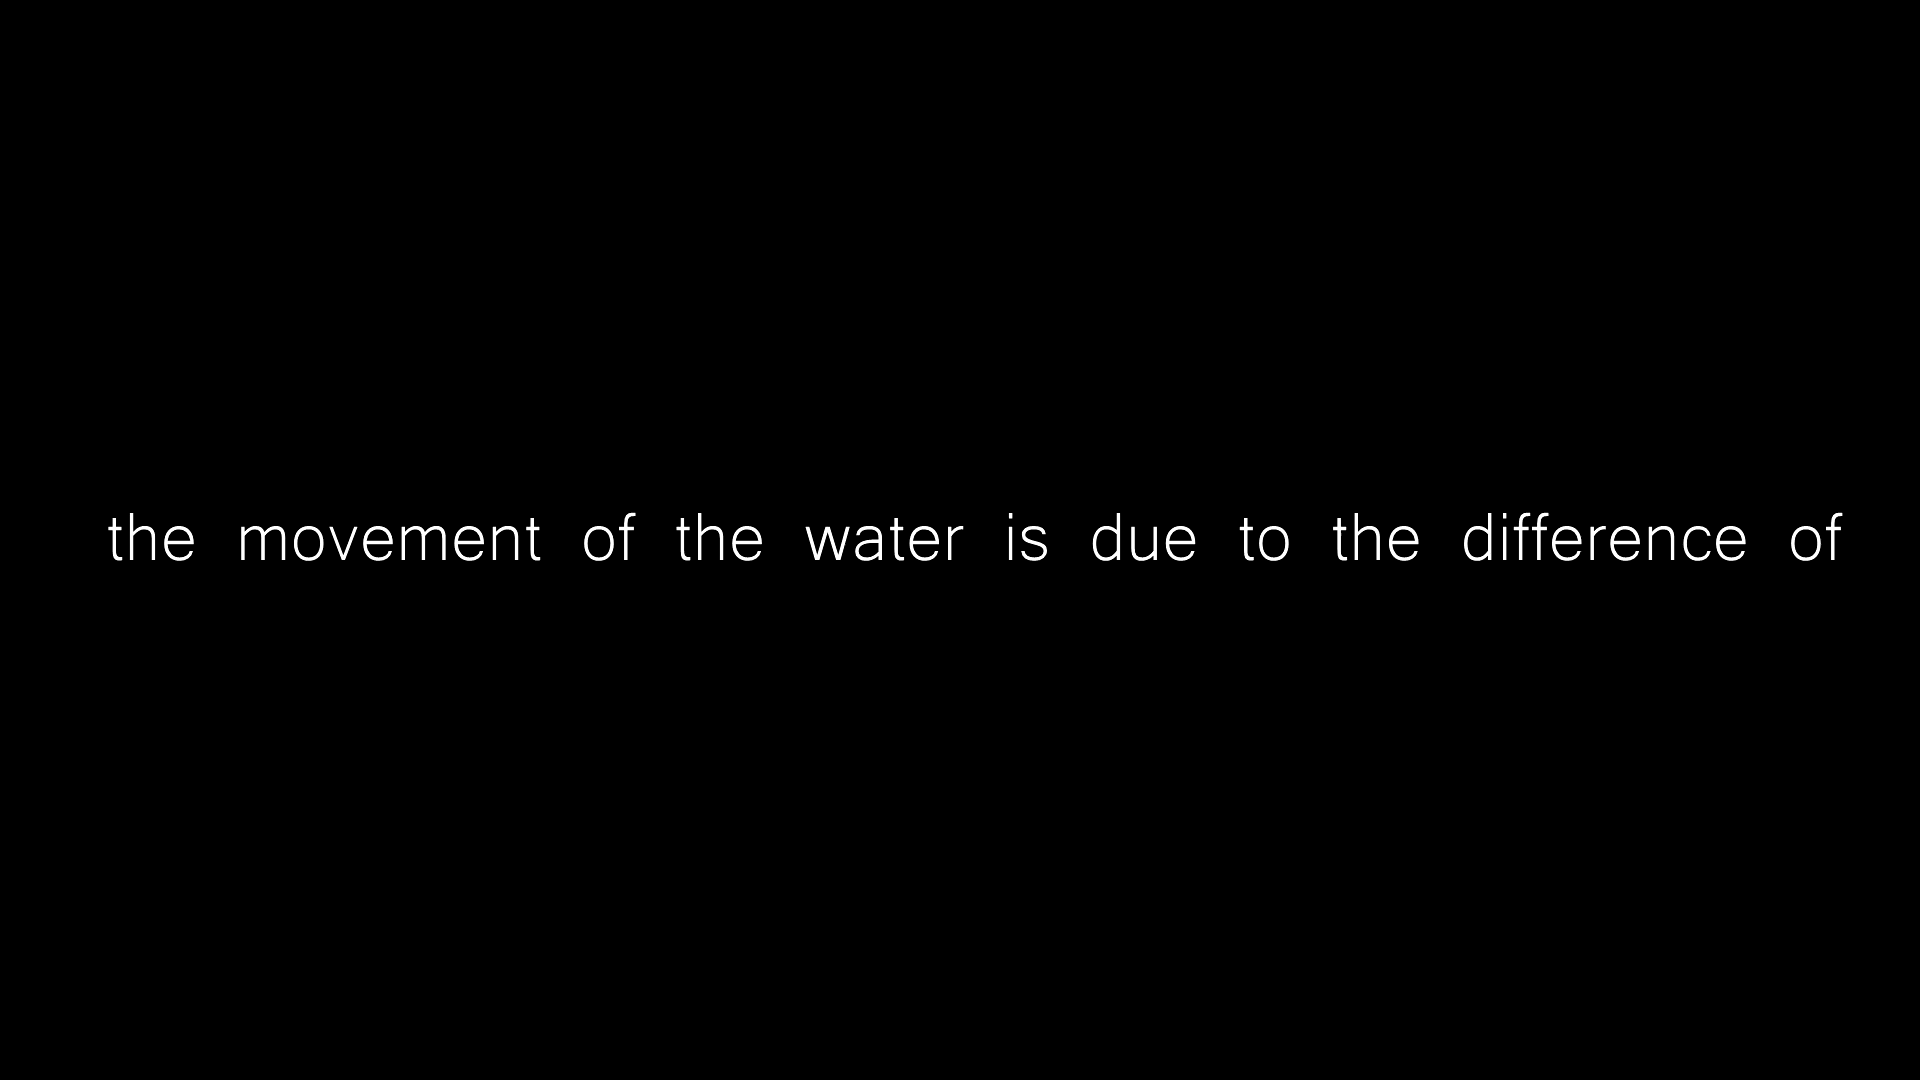 the movement of the water is due to the difference of